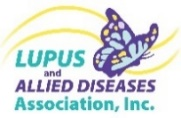 LUPUS
and
ALLIED DISEASES
Association, Inc.